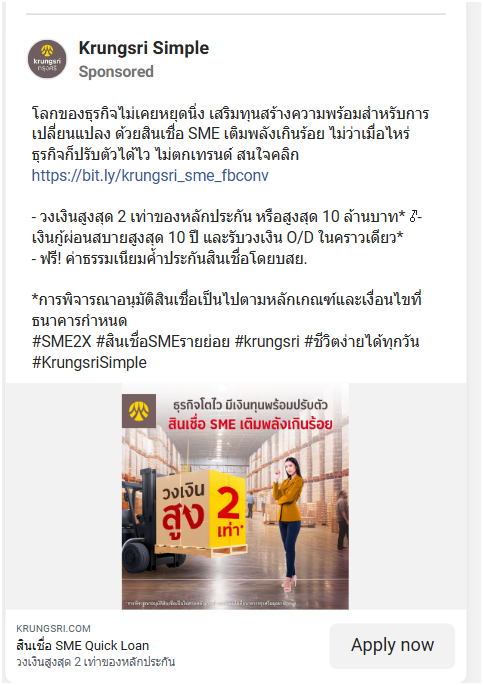 Krungsri Simple
Sponsored
krungsri
กรุงศรี
โลกของธุรกิจไม่เคยหยุดนิ่ง เสริมทุนสร้างความพร้อมสำหรับการ
เปลี่ยนแปลง ด้วยสินเชื่อ SME เติมพลังเกินร้อย ไม่ว่าเมื่อไหร่
ธุรกิจก็ปรับตัวได้ไว ไม่ตกเทรนด์ สนใจคลิก
https://bit.ly/krungsri_sme_fbconv
- วงเงินสูงสุด 2 เท่าของหลักประกัน หรือสูงสุด 10 ล้านบาท* -
เงินกู้ผ่อนสบายสูงสุด 10 ปี และรับวงเงิน O/D ในคราวเดียว*
- ฟรี! ค่าธรรมเนียมค้ำประกันสินเชื่อโดยบสย.
*การพิจารณาอนุมัติสินเชื่อเป็นไปตามหลักเกณฑ์และเงื่อนไขที่
ธนาคารกำหนด
#SME2X #สินเชื่อSMEรายย่อย #krungsri #ชีวิตง่ายได้ทุกวัน
#KrungsriSimple
ธุรกิจโตไว มีเงินทุนพร้อมปรับตัว
สินเชื่อ SME เติมพลังเกินร้อย
วงเงิน
สูง
2
เท่า*
KRUNGSRI.COM
สินเชื่อ SME Quick Loan
วงเงินสูงสุด 2 เท่าของหลักประกัน
Apply now